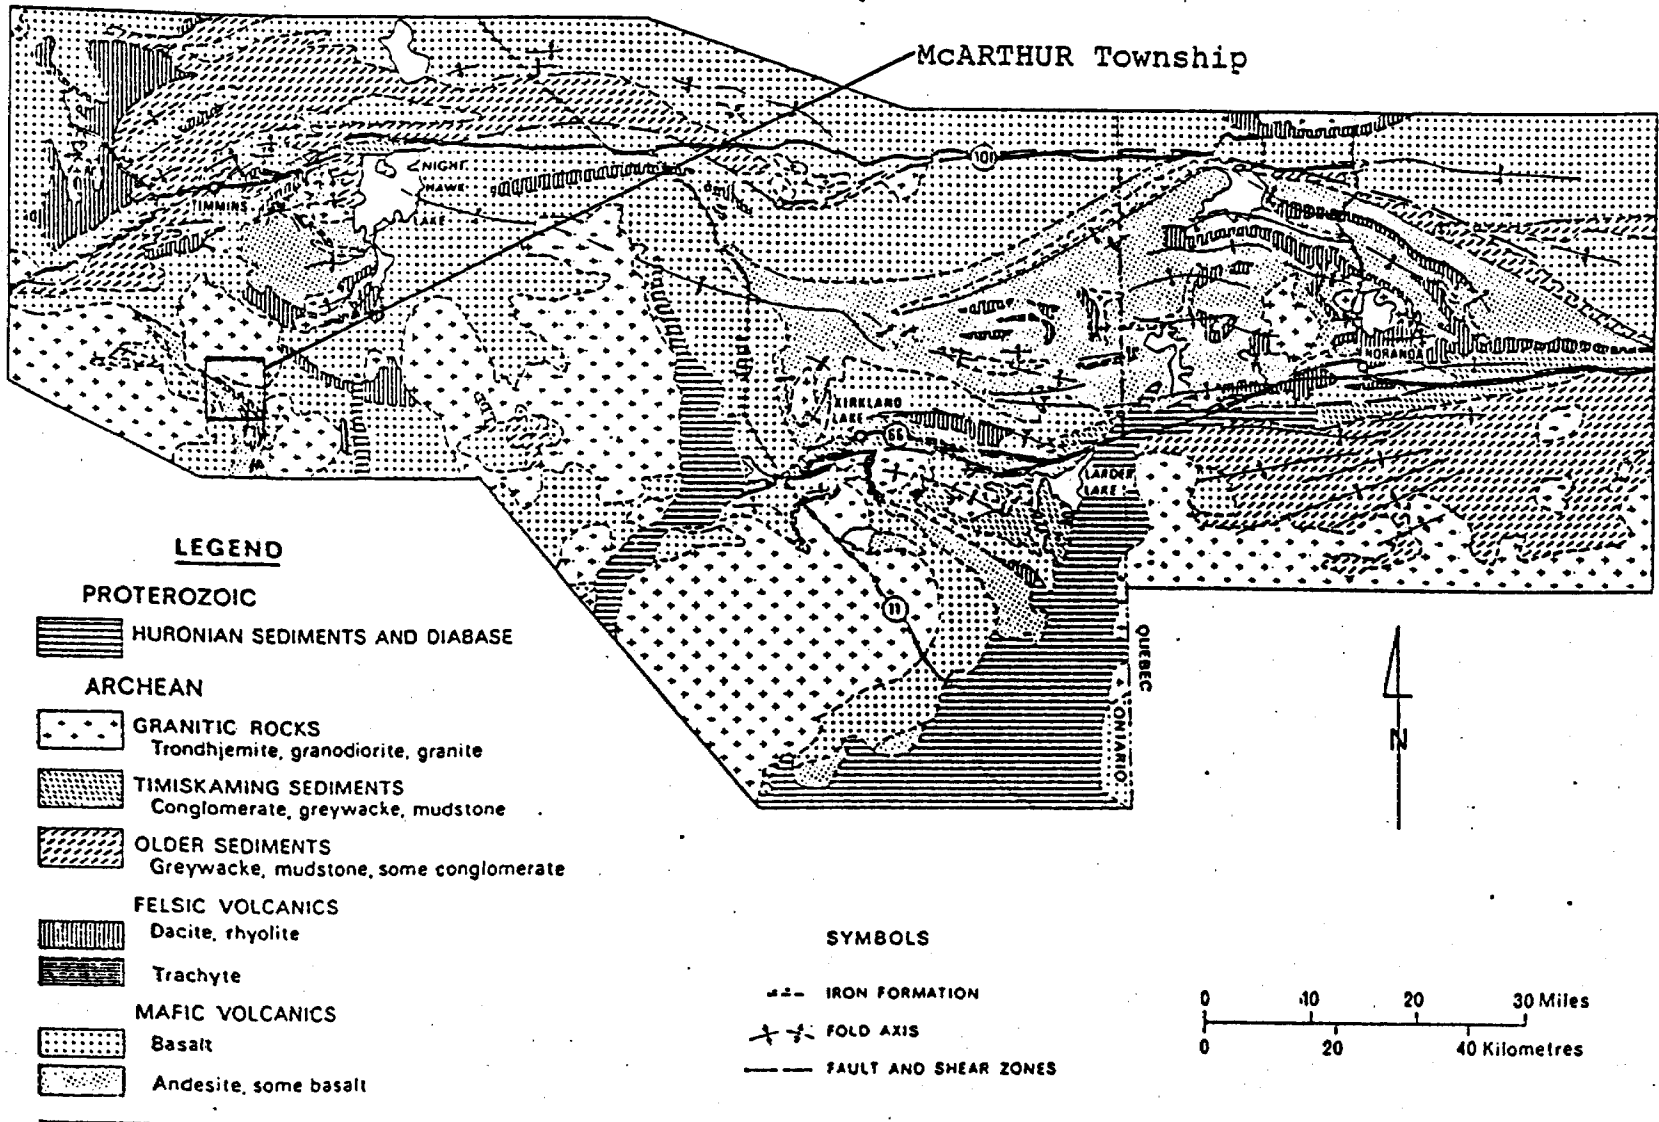 McARTHUR Township
101
NIGHT
HAWK
LAKE
TIMMINS
NORANDA
KIRKLAND
LAKE
66
LARDER
LAKE
11
QUEBEC
ONTARIO
N
LEGEND
PROTEROZOIC
HURONIAN SEDIMENTS AND DIABASE
ARCHEAN
GRANITIC ROCKS
Trondhjemite, granodiorite, granite
TIMISKAMING SEDIMENTS
Conglomerate, greywacke, mudstone
OLDER SEDIMENTS
Greywacke, mudstone, some conglomerate
FELSIC VOLCANICS
Dacite, rhyolite
Trachyte
MAFIC VOLCANICS
Basalt
Andesite, some basalt
SYMBOLS
IRON FORMATION
FOLD AXIS
FAULT AND SHEAR ZONES
0 10 20 30 Miles
0 20 40 Kilometres